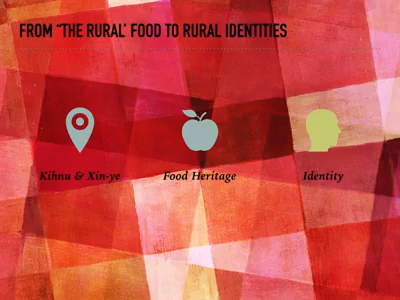 FROM “THE RURAL’ FOOD TO RURAL IDENTITIES
Kihnu & Xin-ye
Food Heritage
Identity